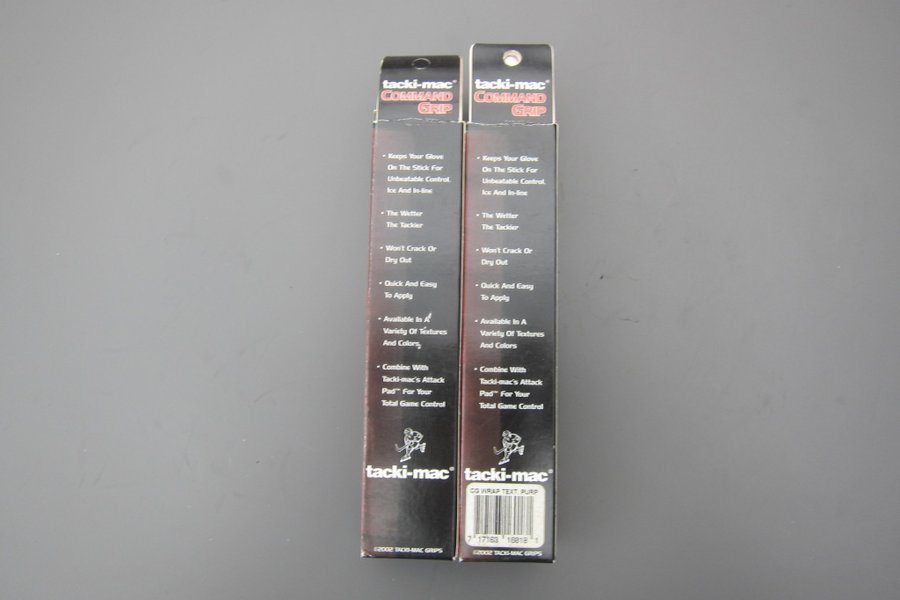 tacki-mac®
COMMAND
GRIP
• Keeps Your Glove
On The Stick For
Unbeatable Control.
Ice And In-line
• The Wetter
The Tackier
• Won't Crack Or
Dry Out
• Quick And Easy
To Apply
• Available In A
Variety Of Textures
And Colors
• Combine With
Tacki-mac's Attack
Pad™ For Your
Total Game Control
tacki-mac®
©2002 TACKI-MAC GRIPS
tacki-mac®
COMMAND
GRIP
• Keeps Your Glove
On The Stick For
Unbeatable Control.
Ice And In-line
• The Wetter
The Tackier
• Won't Crack Or
Dry Out
• Quick And Easy
To Apply
• Available In A
Variety Of Textures
And Colors
• Combine With
Tacki-mac's Attack
Pad™ For Your
Total Game Control
tacki-mac®
CG WRAP TEXT. PURP
7 17163 16818 1
©2002 TACKI-MAC GRIPS